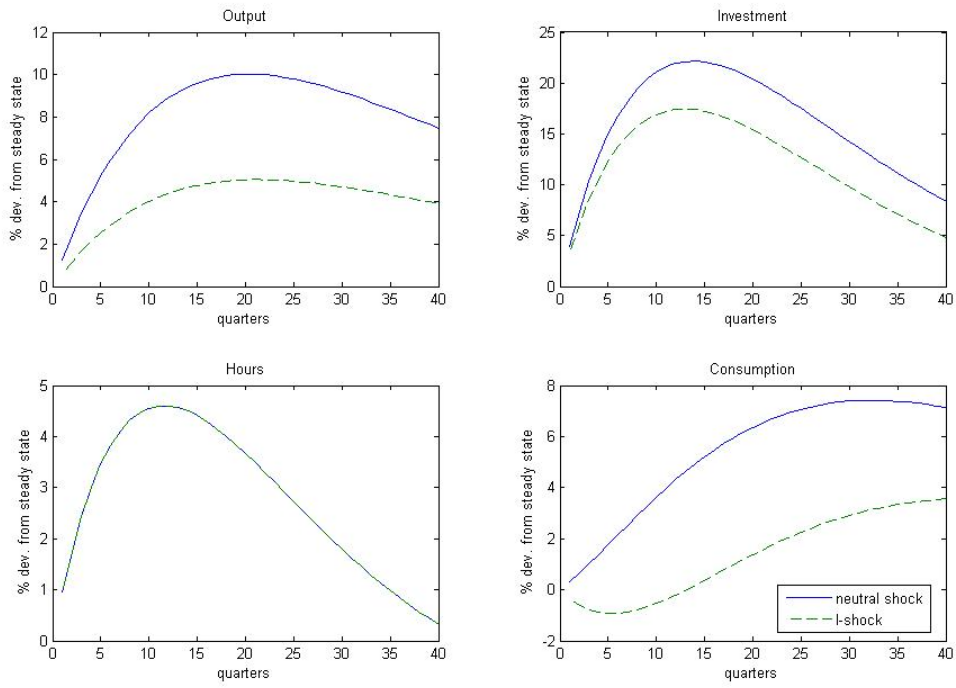 Output
12
10
8
6
4
2
0
% dev. from steady state
0 5 10 15 20 25 30 35 40
quarters
Investment
25
20
15
10
5
0
% dev. from steady state
0 5 10 15 20 25 30 35 40
quarters
Hours
5
4
3
2
1
0
% dev. from steady state
0 5 10 15 20 25 30 35 40
quarters
Consumption
8
6
4
2
0
-2
% dev. from steady state
0 5 10 15 20 25 30 35 40
quarters
neutral shock
I-shock